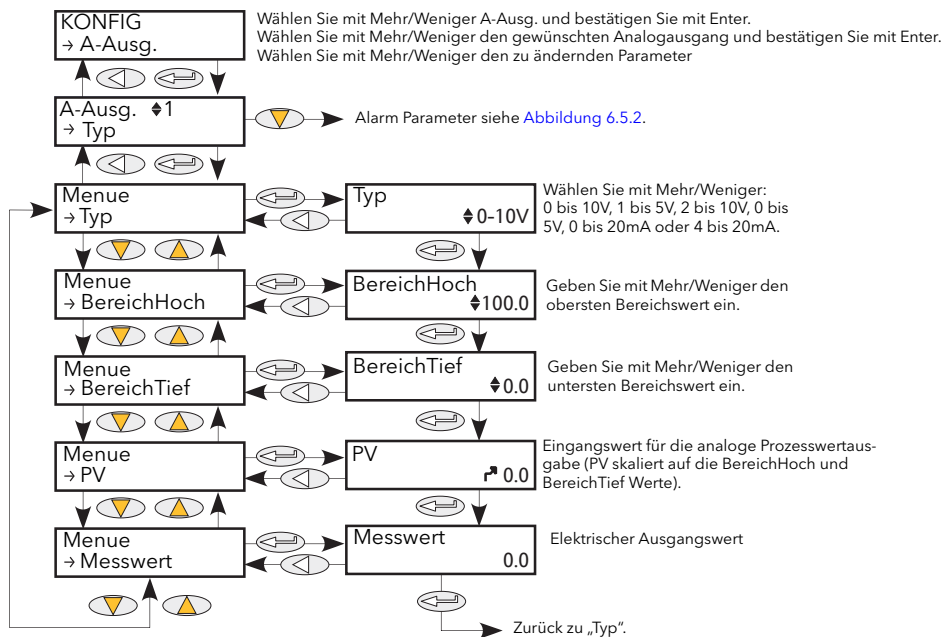 KONFIG
→ A-Ausg.
Wählen Sie mit Mehr/Weniger A-Ausg. und bestätigen Sie mit Enter.
Wählen Sie mit Mehr/Weniger den gewünschten Analogausgang und bestätigen Sie mit Enter.
Wählen Sie mit Mehr/Weniger den zu ändernden Parameter
A-Ausg. ♦1
→ Typ
Alarm Parameter siehe Abbildung 6.5.2.
Menue
→ Typ
Typ
♦0-10V
Wählen Sie mit Mehr/Weniger:
0 bis 10V, 1 bis 5V, 2 bis 10V, 0 bis
5V, 0 bis 20mA oder 4 bis 20mA.
Menue
→ BereichHoch
BereichHoch
♦100.0
Geben Sie mit Mehr/Weniger den
obersten Bereichswert ein.
Menue
→ BereichTief
BereichTief
♦0.0
Geben Sie mit Mehr/Weniger den
untersten Bereichswert ein.
Menue
→ PV
PV
0.0
Eingangswert für die analoge Prozesswertaus-
gabe (PV skaliert auf die BereichHoch und
BereichTief Werte).
Menue
→ Messwert
Messwert
0.0
Elektrischer Ausgangswert
Zurück zu „Typ".